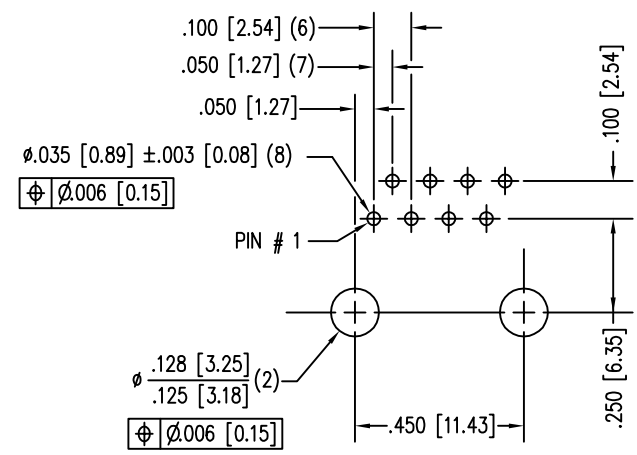 .100 [2.54] (6)
.050 [1.27] (7)
.050 [1.27]
.100 [2.54]
ø.035 [0.89] ±.003 [0.08] (8)
⌖ Ø.006 [0.15]
PIN # 1
ø .128 [3.25]
.125 [3.18] (2)
.250 [6.35]
.450 [11.43]
⌖ Ø.006 [0.15]